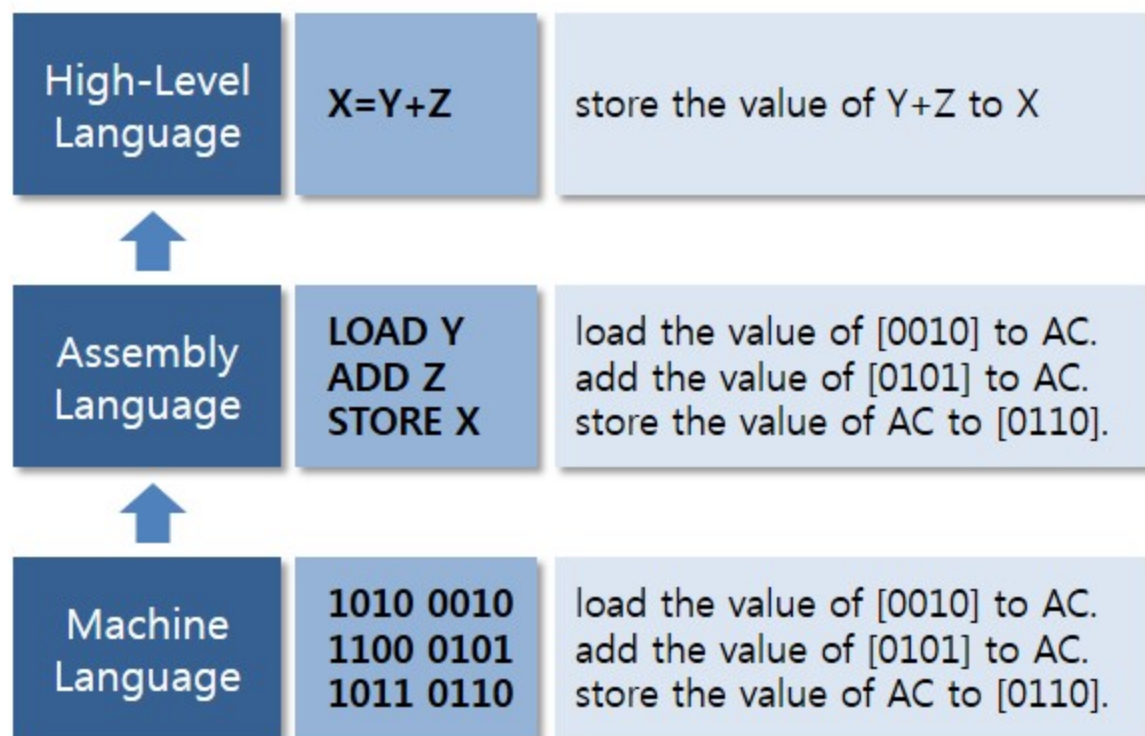 High-Level
Language
X=Y+Z
store the value of Y+Z to X
Assembly
Language
LOAD Y
ADD Z
STORE X
load the value of [0010] to AC.
add the value of [0101] to AC.
store the value of AC to [0110].
Machine
Language
1010 0010
1100 0101
1011 0110
load the value of [0010] to AC.
add the value of [0101] to AC.
store the value of AC to [0110].